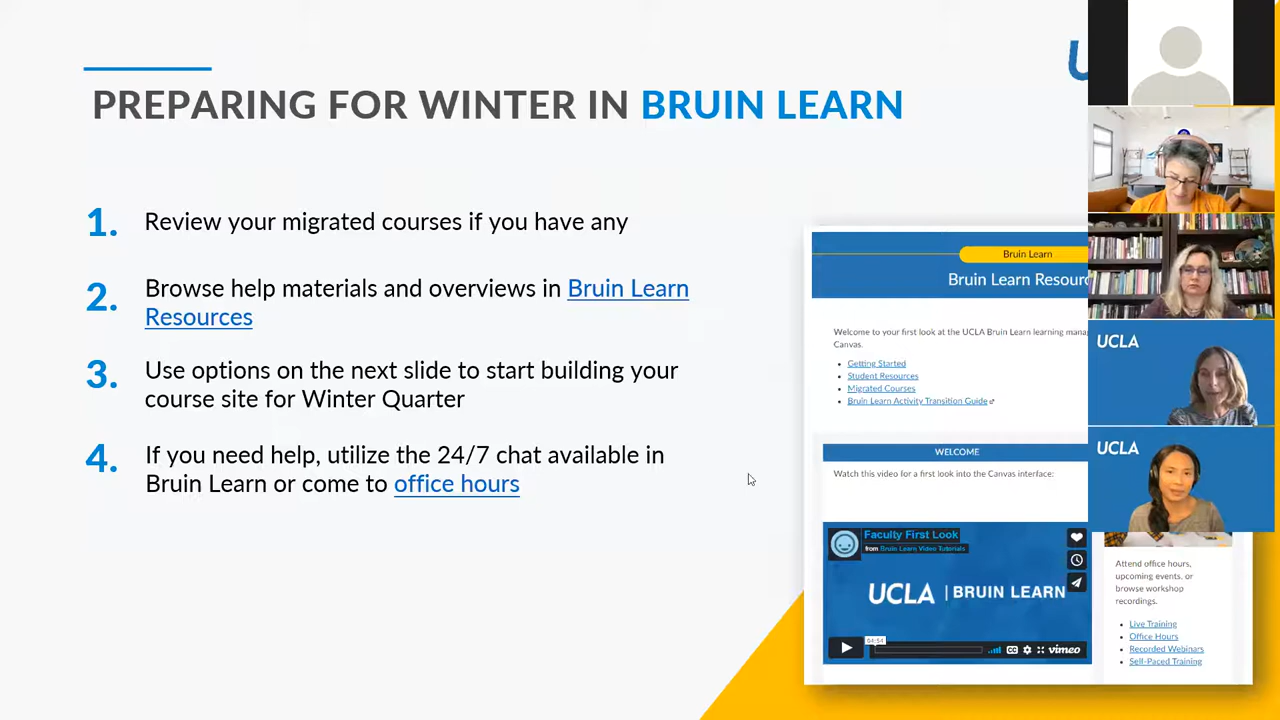 PREPARING FOR WINTER IN BRUIN LEARN
1. Review your migrated courses if you have any
2. Browse help materials and overviews in Bruin Learn
Resources
3. Use options on the next slide to start building your
course site for Winter Quarter
4. If you need help, utilize the 24/7 chat available in
Bruin Learn or come to office hours
Bruin Learn
Bruin Learn Resourc
Welcome to your first look at the UCLA Bruin Learn learning mana
Canvas.
Getting Started
Student Resources
Migrated Courses
Bruin Learn Activity Transition Guide
WELCOME
Watch this video for a first look into the Canvas interface:
Faculty First Look
from Bruin Learn Video Tutorials
UCLA | BRUIN LEARN
04:54
CC
vimeo
Attend office hours,
upcoming events, or
browse workshop
recordings.
Live Training
Office Hours
Recorded Webinars
Self-Paced Training
UC
UCLA
UCLA